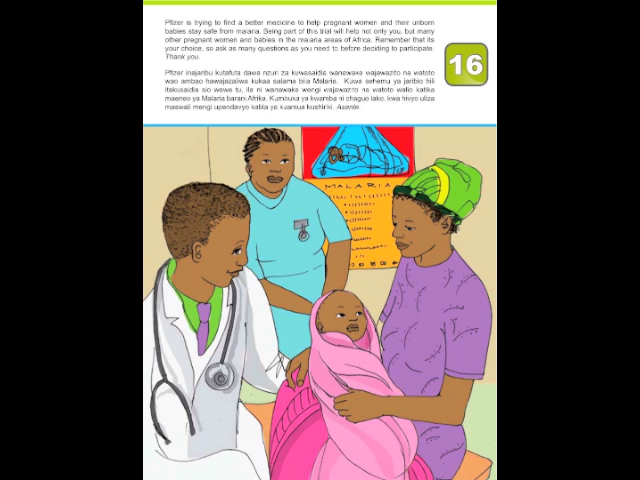 Pfizer is trying to find a better medicine to help pregnant women and their unborn
babies stay safe from malaria. Being part of this trial will help not only you, but many
other pregnant women and babies in the malaria areas of Africa. Remember that its
your choice, so ask as many questions as you need to before deciding to participate.
Thank you.
Pfizer inajaribu kutafuta dawa nzuri za kuwasaidia wanawake wajawazito na watoto
wao ambao hawajazaliwa kukaa salama bila Malaria. Kuwa sehemu ya jaribio hili
itakusaidia sio wewe tu, ila ni wanawake wengi wajawazito na watoto walio katika
maeneo ya Malaria barani Afrika. Kumbuka ya kwamba ni chaguo lako, kwa hivyo uliza
maswali mengi upendavyo kabla ya kuamua kushiriki. Asante.
16
MALARIA